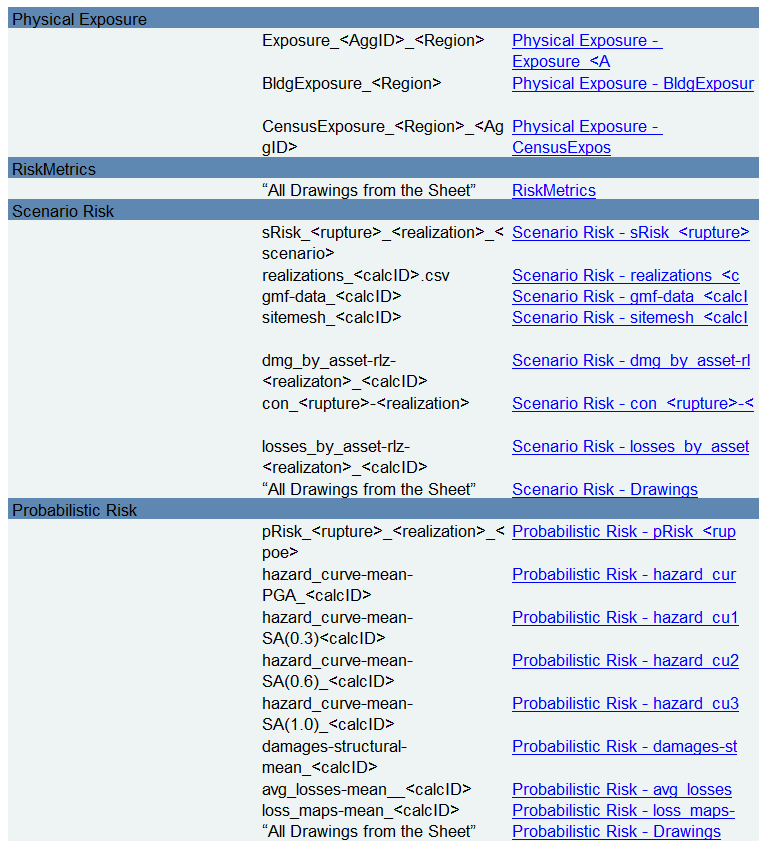 Physical Exposure
Exposure_<AggID>_<Region> Physical Exposure -
Exposure_<A
BldgExposure_<Region> Physical Exposure - BldgExposur
CensusExposure_<Region>_<Ag Physical Exposure -
gID> CensusExpos
RiskMetrics
“All Drawings from the Sheet” RiskMetrics
Scenario Risk
sRisk_<rupture>_<realization>_< Scenario Risk - sRisk_<rupture>
scenario>
realizations_<calcID>.csv Scenario Risk - realizations_<c
gmf-data_<calcID> Scenario Risk - gmf-data_<calcI
sitemesh_<calcID> Scenario Risk - sitemesh_<calcI
dmg_by_asset-rlz- Scenario Risk - dmg_by_asset-rl
<realizaton>_<calcID>
con_<rupture>-<realization> Scenario Risk - con_<rupture>-<
losses_by_asset-rlz- Scenario Risk - losses_by_asset
<realizaton>_<calcID>
“All Drawings from the Sheet” Scenario Risk - Drawings
Probabilistic Risk
pRisk_<rupture>_<realization>_< Probabilistic Risk - pRisk_<rup
poe>
hazard_curve-mean- Probabilistic Risk - hazard_cur
PGA_<calcID>
hazard_curve-mean- Probabilistic Risk - hazard_cu1
SA(0.3)<calcID>
hazard_curve-mean- Probabilistic Risk - hazard_cu2
SA(0.6)_<calcID>
hazard_curve-mean- Probabilistic Risk - hazard_cu3
SA(1.0)_<calcID>
damages-structural- Probabilistic Risk - damages-st
mean_<calcID>
avg_losses-mean__<calcID> Probabilistic Risk - avg_losses
loss_maps-mean_<calcID> Probabilistic Risk - loss_maps-
“All Drawings from the Sheet” Probabilistic Risk - Drawings